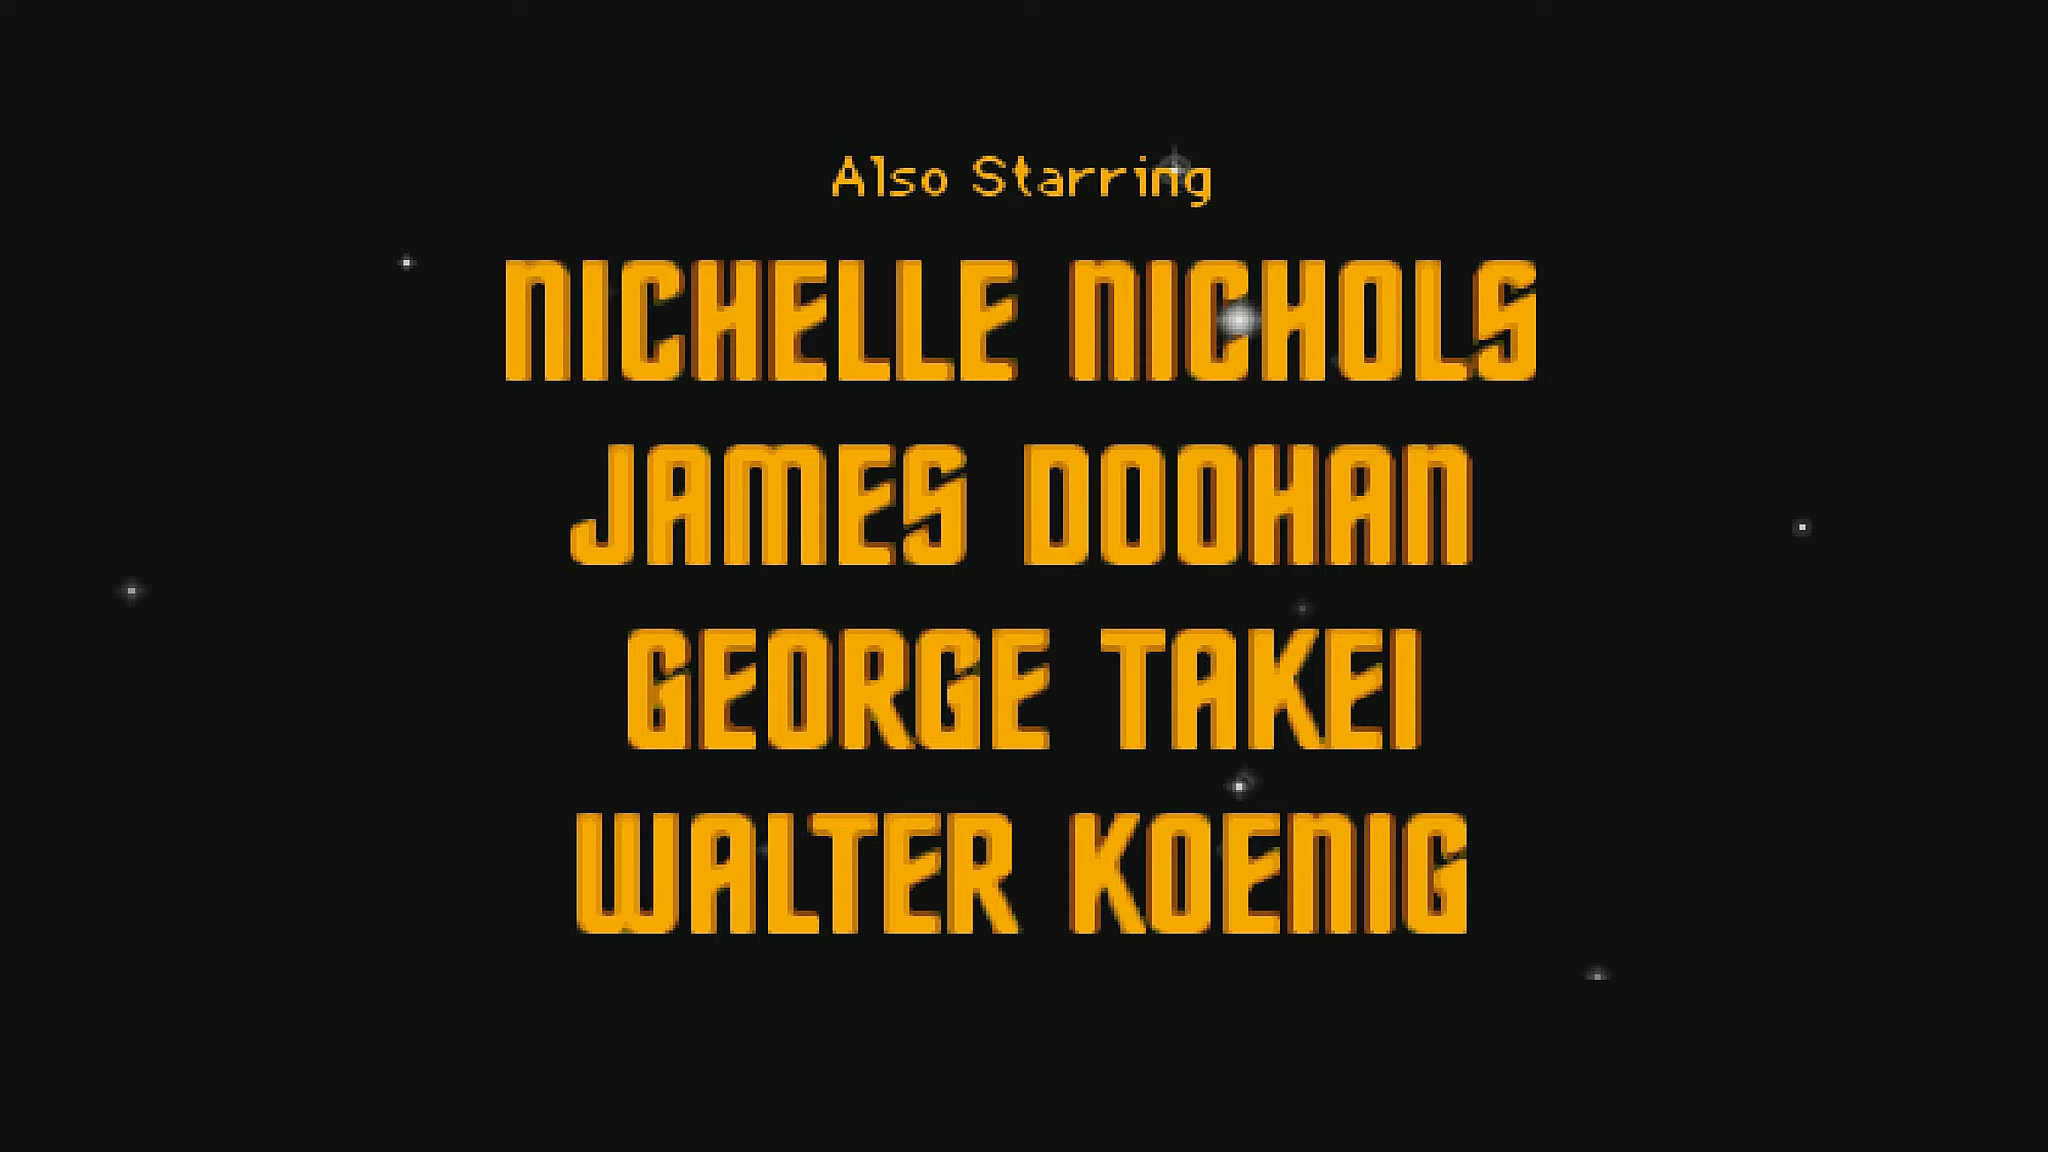 Also Starring
NICHELLE NICHOLS
JAMES DOOHAN
GEORGE TAKEI
WALTER KOENIG